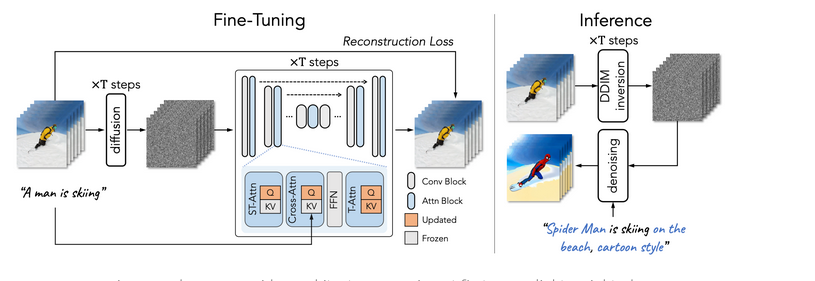 Fine-Tuning
Inference
Reconstruction Loss
×T steps
×T steps
×T steps
diffusion
DDIM
inversion
denoising
"A man is skiing"
ST-Attn
Q
KV
Cross-Attn
Q
KV
FFN
T-Attn
Q
KV
Conv Block
Attn Block
Updated
Frozen
"Spider Man is skiing on the
beach, cartoon style"